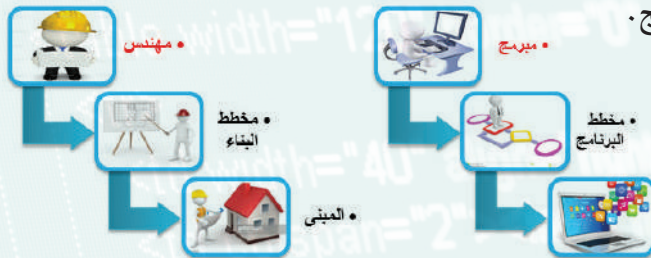 ج.
• مبرمج
• مخطط
البرنامج
• مهندس
• مخطط
البناء
• المبنى